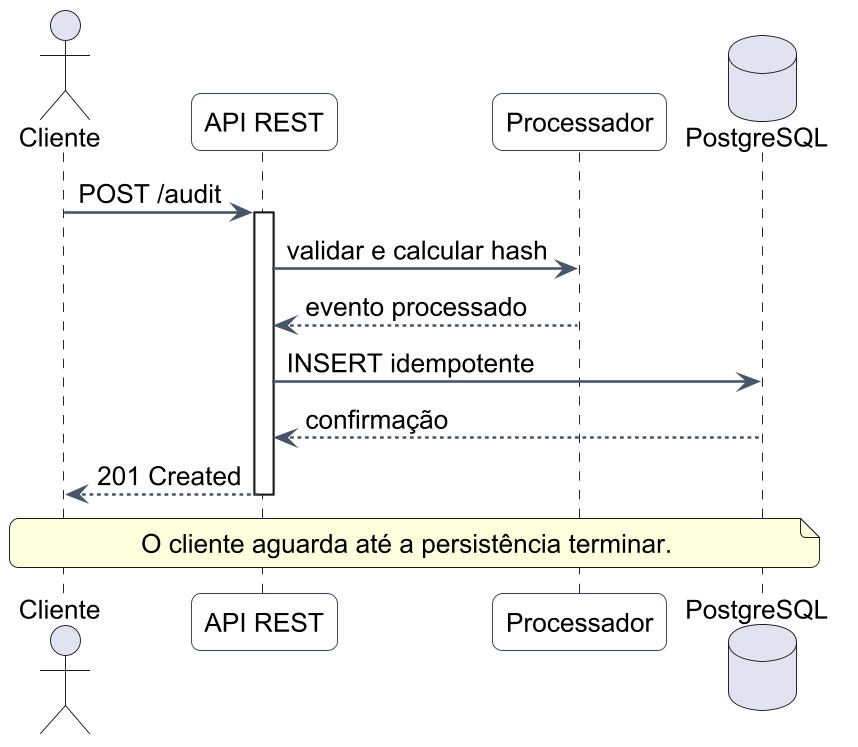 Cliente
API REST
Processador
PostgreSQL
POST /audit
validar e calcular hash
evento processado
INSERT idempotente
confirmação
201 Created
O cliente aguarda até a persistência terminar.
Cliente
API REST
Processador
PostgreSQL